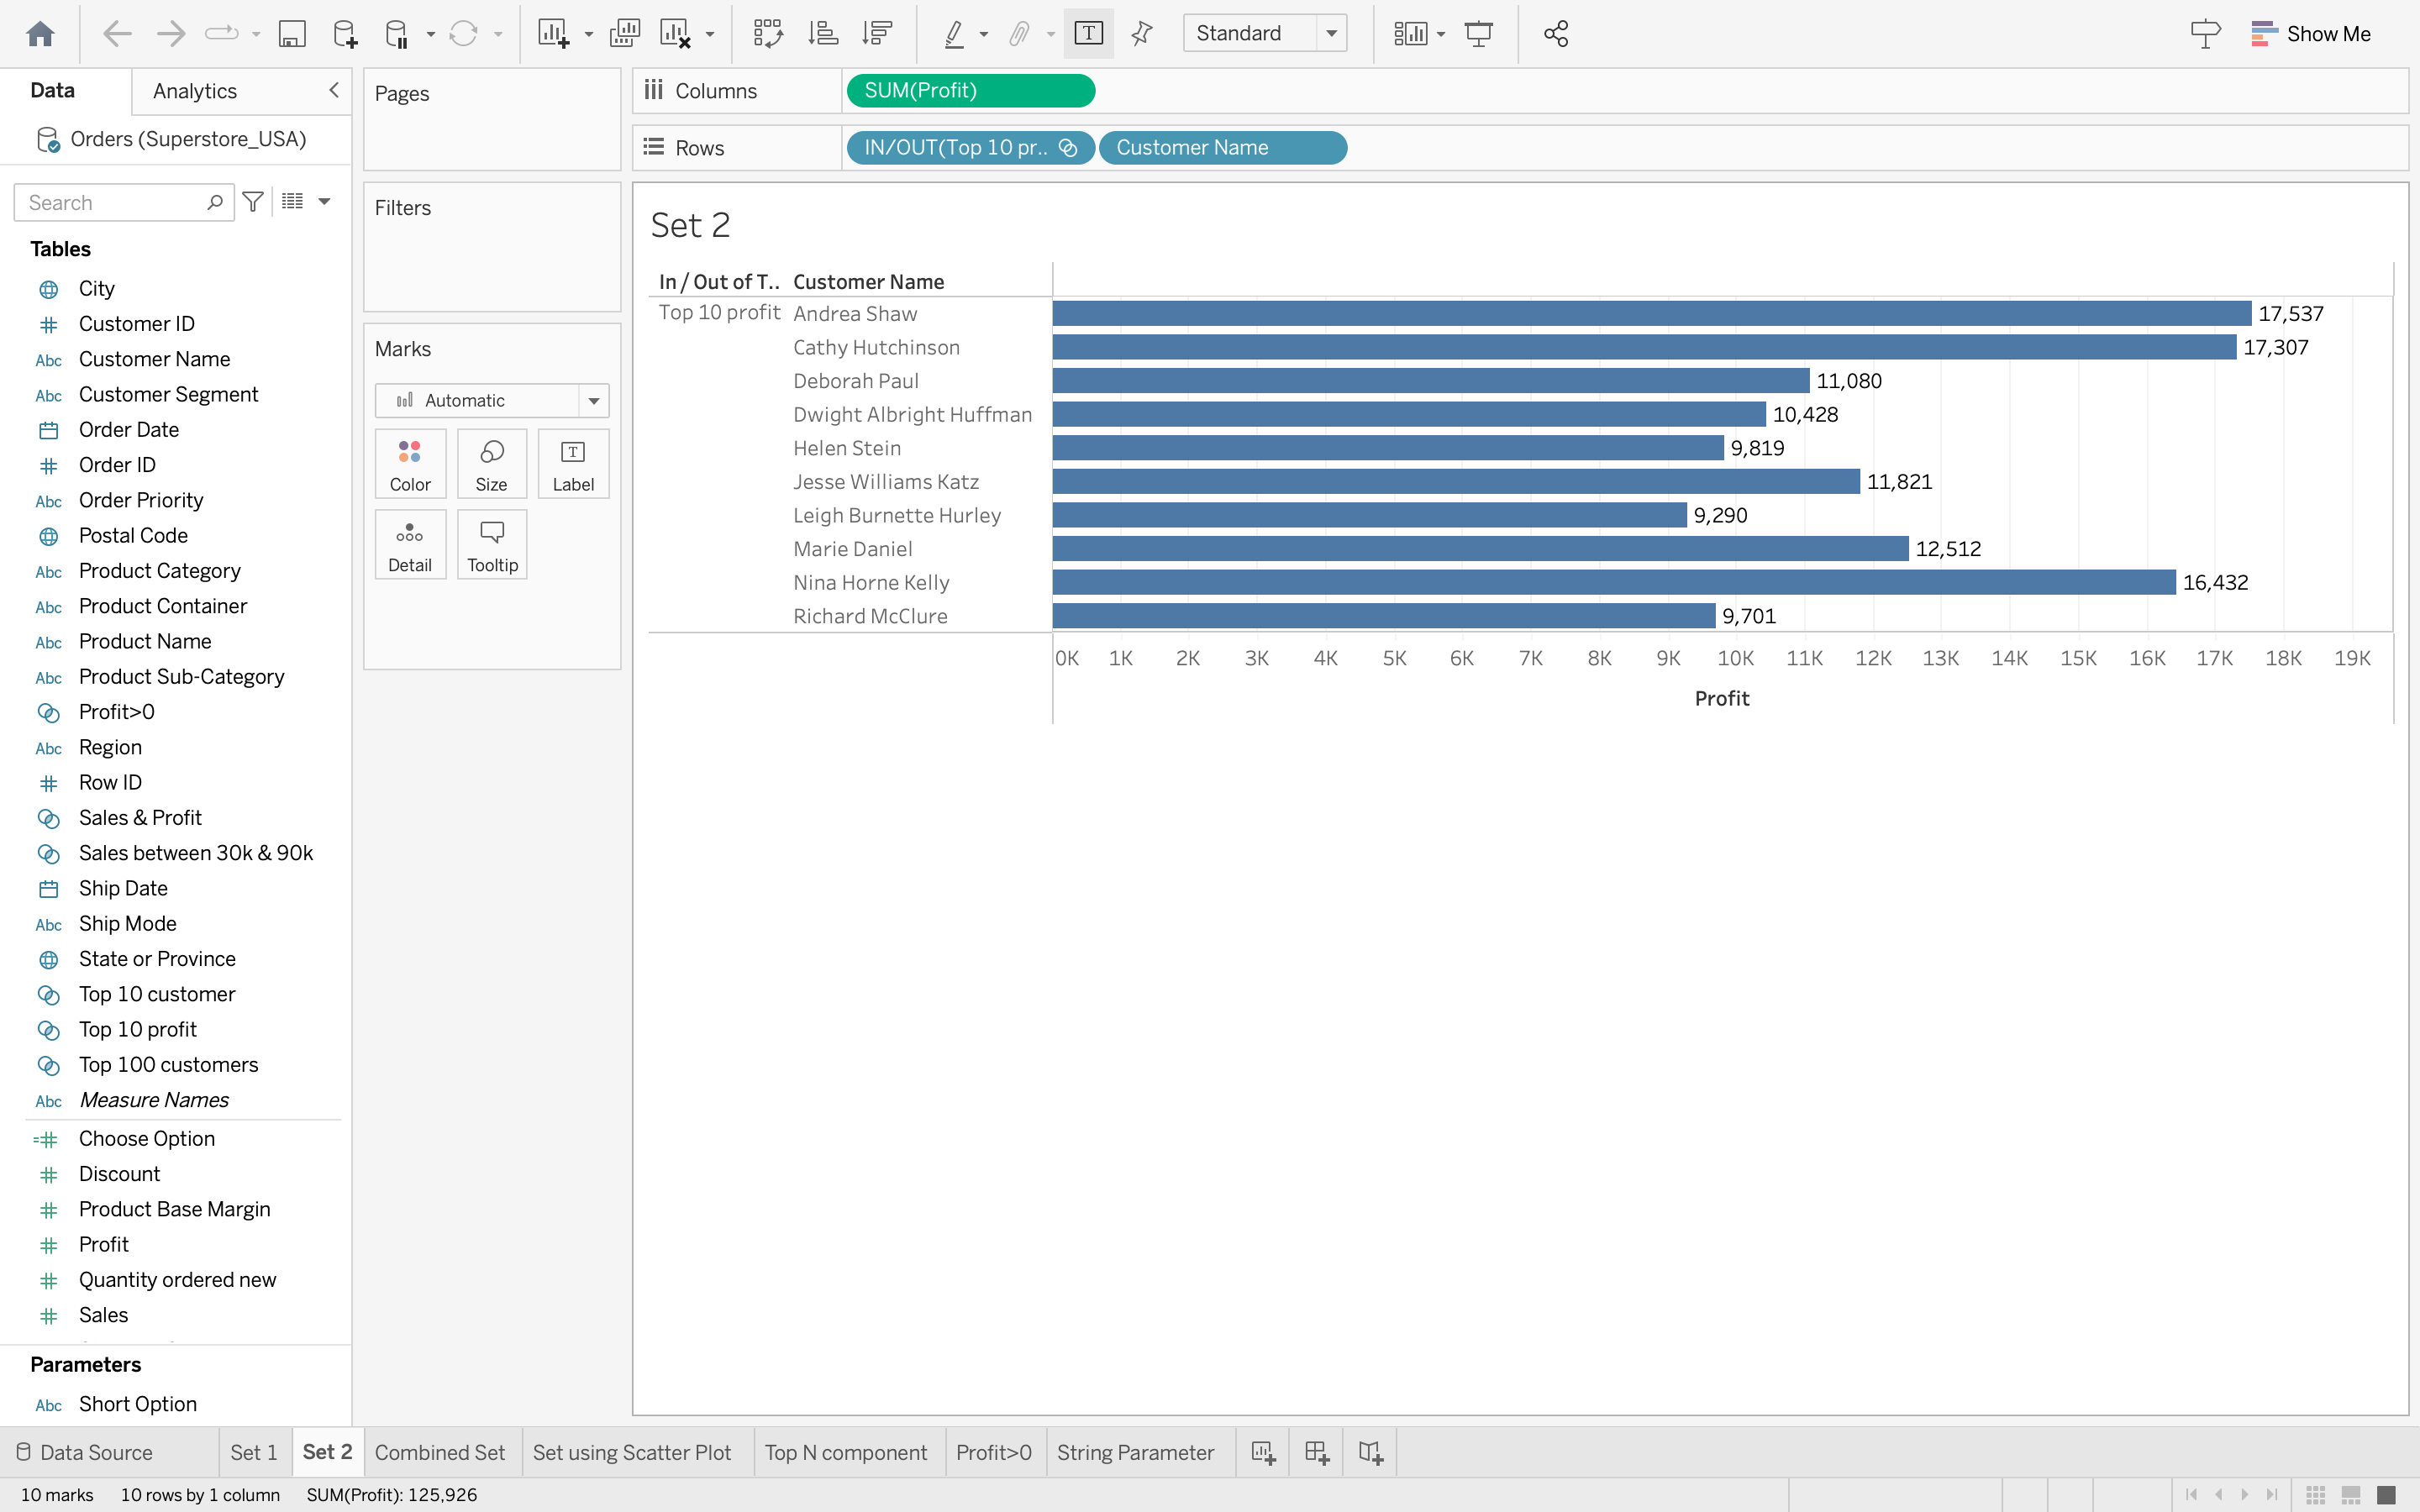 Standard
Show Me
Data
Analytics
Orders (Superstore_USA)
Search
Tables
City
Customer ID
Abc Customer Name
Abc Customer Segment
Order Date
Order ID
Abc Order Priority
Postal Code
Abc Product Category
Abc Product Container
Abc Product Name
Abc Product Sub-Category
Profit>0
Abc Region
Row ID
Sales & Profit
Sales between 30k & 90k
Ship Date
Abc Ship Mode
State or Province
Top 10 customer
Top 10 profit
Top 100 customers
Abc Measure Names
=# Choose Option
# Discount
# Product Base Margin
# Profit
# Quantity ordered new
# Sales
Parameters
Abc Short Option
Pages
Filters
Marks
Automatic
Color Size Label
Detail Tooltip
Columns SUM(Profit)
Rows IN/OUT(Top 10 pr.. Customer Name
Set 2
In / Out of T.. Customer Name
Top 10 profit Andrea Shaw 17,537
Cathy Hutchinson 17,307
Deborah Paul 11,080
Dwight Albright Huffman 10,428
Helen Stein 9,819
Jesse Williams Katz 11,821
Leigh Burnette Hurley 9,290
Marie Daniel 12,512
Nina Horne Kelly 16,432
Richard McClure 9,701
0K 1K 2K 3K 4K 5K 6K 7K 8K 9K 10K 11K 12K 13K 14K 15K 16K 17K 18K 19K
Profit
Data Source Set 1 Set 2 Combined Set Set using Scatter Plot Top N component Profit>0 String Parameter
10 marks 10 rows by 1 column SUM(Profit): 125,926